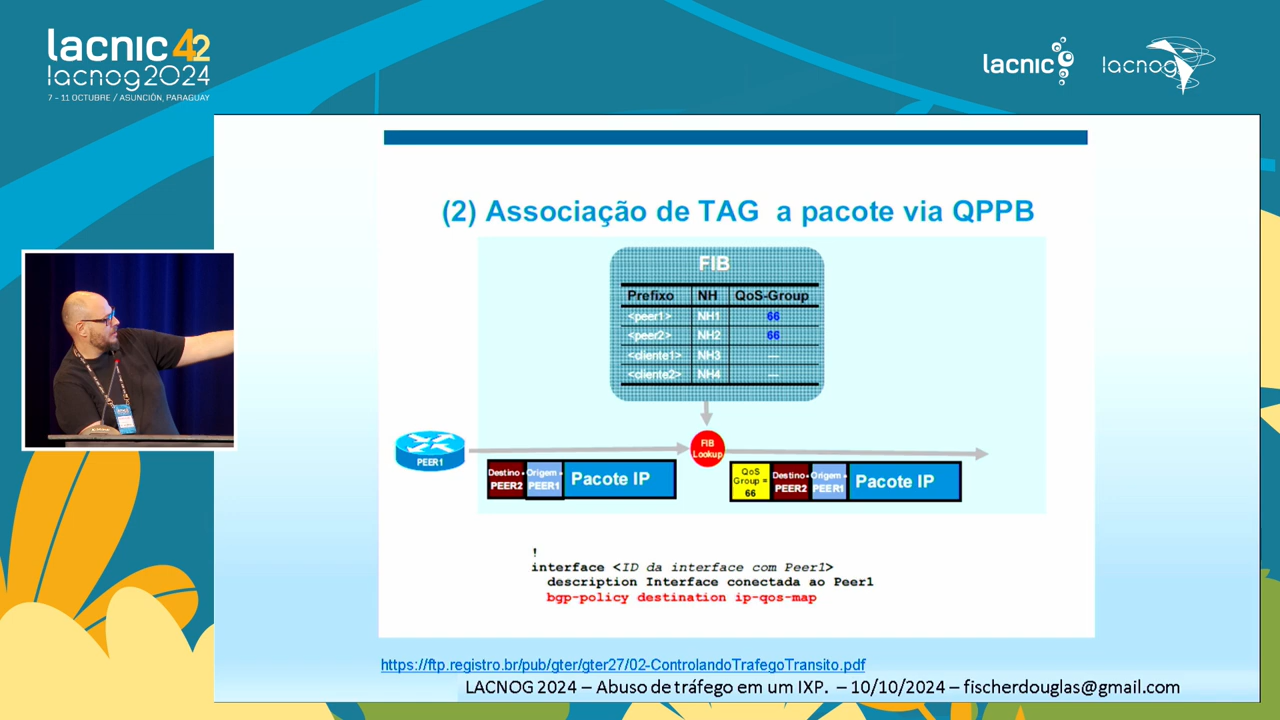 lacnic 42
lacnog 2024
7 - 11 OCTUBRE / ASUNCIÓN, PARAGUAY
lacnic
lacnog
(2) Associação de TAG a pacote via QPPB
FIB
Prefixo NH QoS-Group
<peer1> NH1 66
<peer2> NH2 66
<cliente1> NH3 —
<cliente2> NH4 —
FIB
Lookup
PEER1
Destino = PEER2 Origem = PEER1 Pacote IP
QoS Group = 66 Destino = PEER2 Origem = PEER1 Pacote IP
!
interface <ID da interface com Peer1>
description Interface conectada ao Peer1
bgp-policy destination ip-qos-map
https://ftp.registro.br/pub/gter/gter27/02-ControlandoTrafegoTransito.pdf
LACNOG 2024 – Abuso de tráfego em um IXP. – 10/10/2024 – fischerdouglas@gmail.com